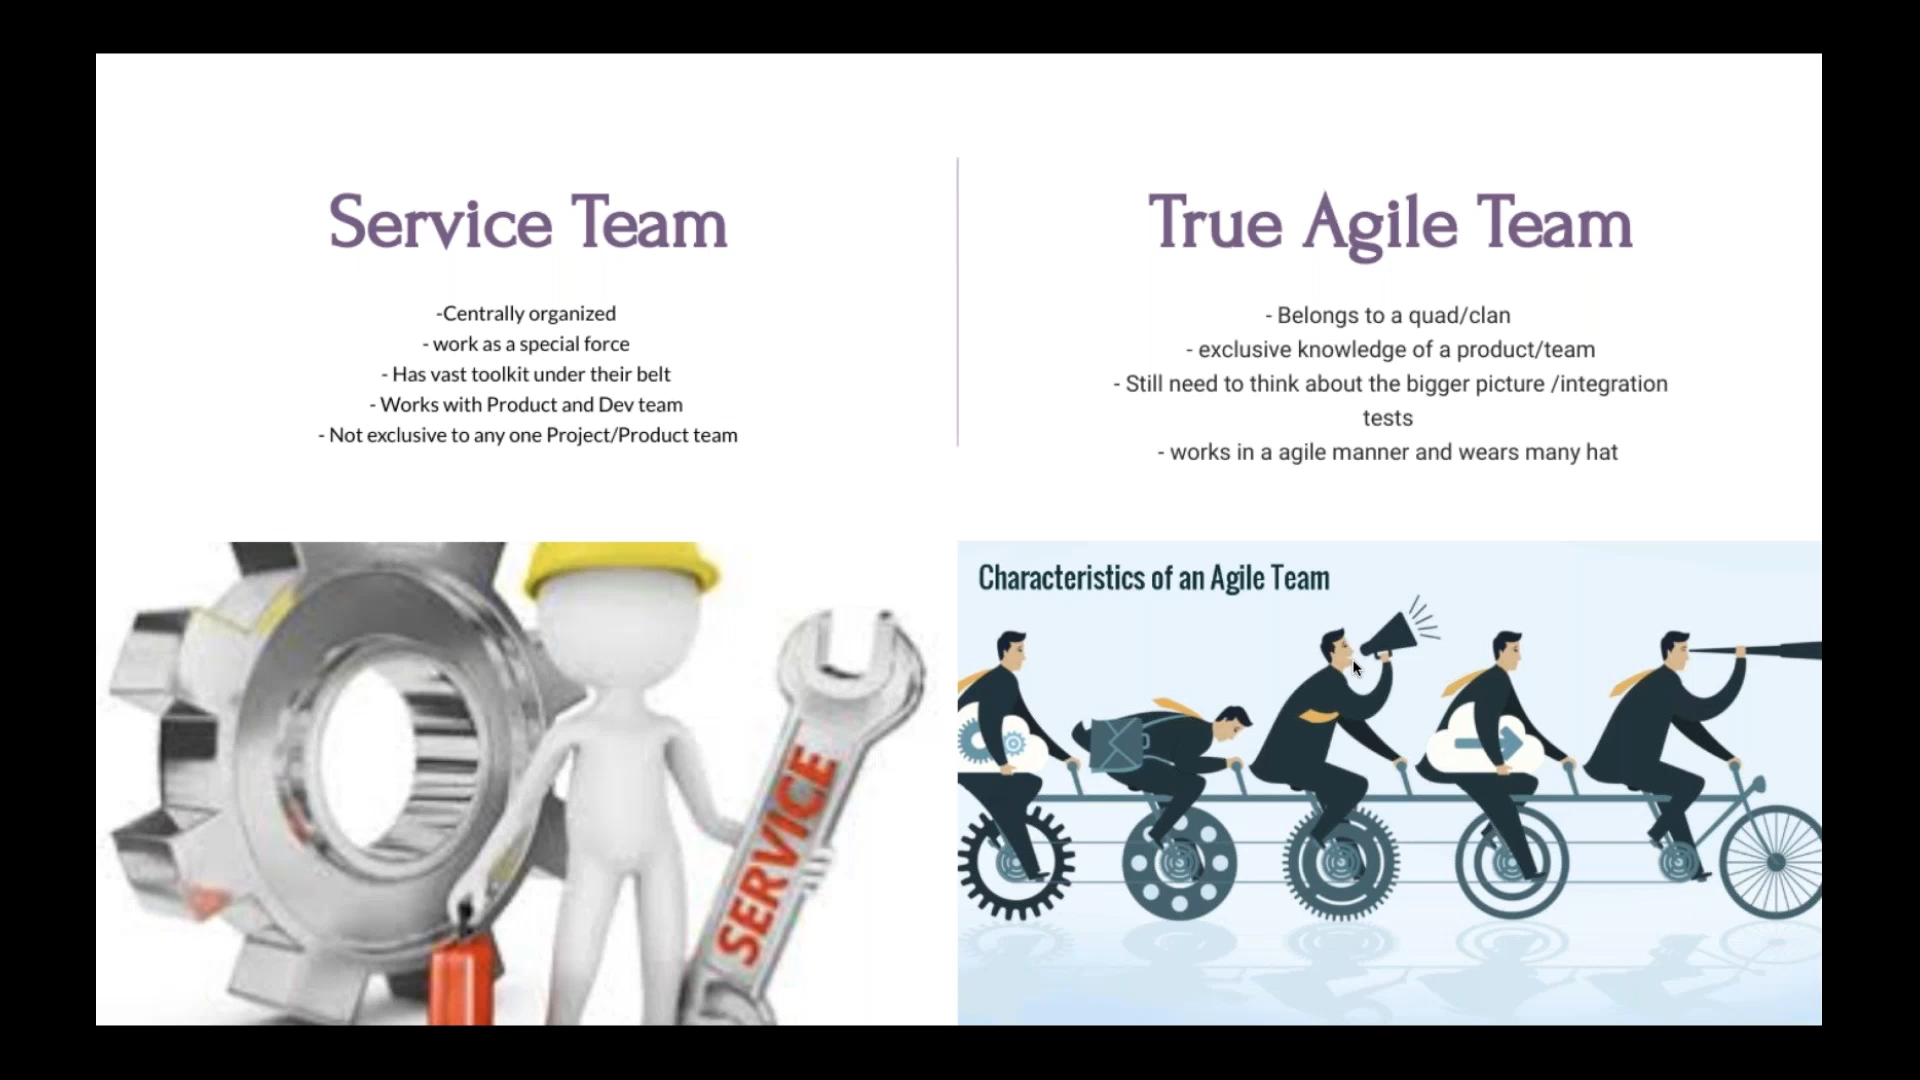 Service Team
-Centrally organized
- work as a special force
- Has vast toolkit under their belt
- Works with Product and Dev team
- Not exclusive to any one Project/Product team
SERVICE
True Agile Team
- Belongs to a quad/clan
- exclusive knowledge of a product/team
- Still need to think about the bigger picture /integration
tests
- works in a agile manner and wears many hat
Characteristics of an Agile Team